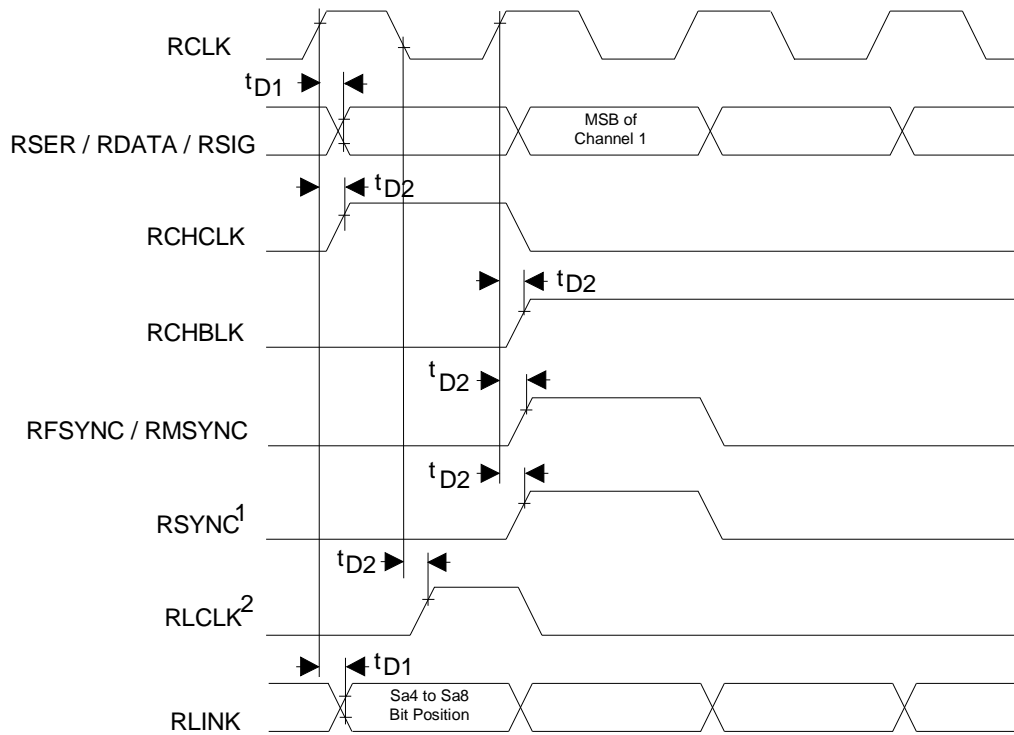 RCLK
tD1
RSER / RDATA / RSIG
MSB of
Channel 1
tD2
RCHCLK
tD2
RCHBLK
tD2
RFSYNC / RMSYNC
tD2
RSYNC1
tD2
RLCLK2
tD1
RLINK
Sa4 to Sa8
Bit Position